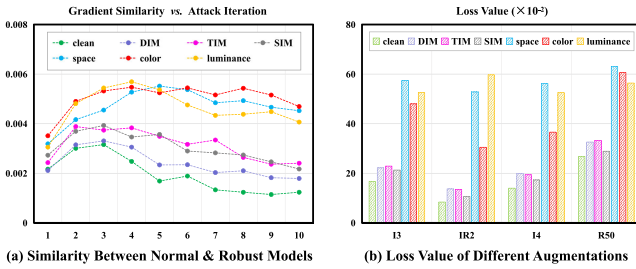 Gradient Similarity vs. Attack Iteration
clean DIM TIM SIM
space color luminance
0.008
0.006
0.004
0.002
0
1 2 3 4 5 6 7 8 9 10
(a) Similarity Between Normal & Robust Models
Loss Value (×10⁻²)
clean DIM TIM SIM space color luminance
80
60
40
20
0
I3 IR2 I4 R50
(b) Loss Value of Different Augmentations